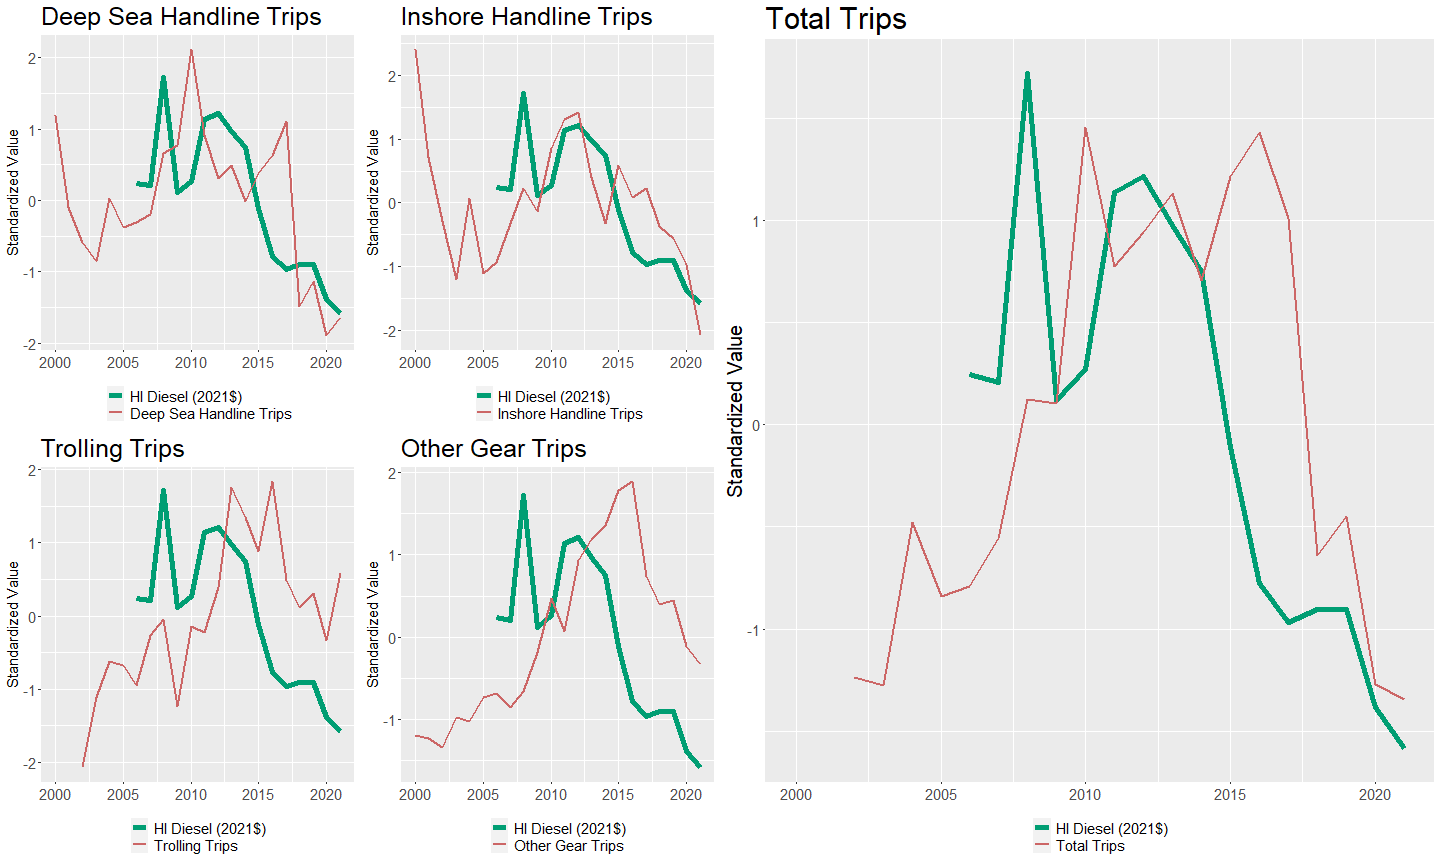 Deep Sea Handline Trips
Standardized Value
2
1
0
-1
-2
2000 2005 2010 2015 2020
HI Diesel (2021$)
Deep Sea Handline Trips
Inshore Handline Trips
Standardized Value
2
1
0
-1
-2
2000 2005 2010 2015 2020
HI Diesel (2021$)
Inshore Handline Trips
Trolling Trips
Standardized Value
2
1
0
-1
-2
2000 2005 2010 2015 2020
HI Diesel (2021$)
Trolling Trips
Other Gear Trips
Standardized Value
2
1
0
-1
2000 2005 2010 2015 2020
HI Diesel (2021$)
Other Gear Trips
Total Trips
Standardized Value
1
0
-1
2000 2005 2010 2015 2020
HI Diesel (2021$)
Total Trips